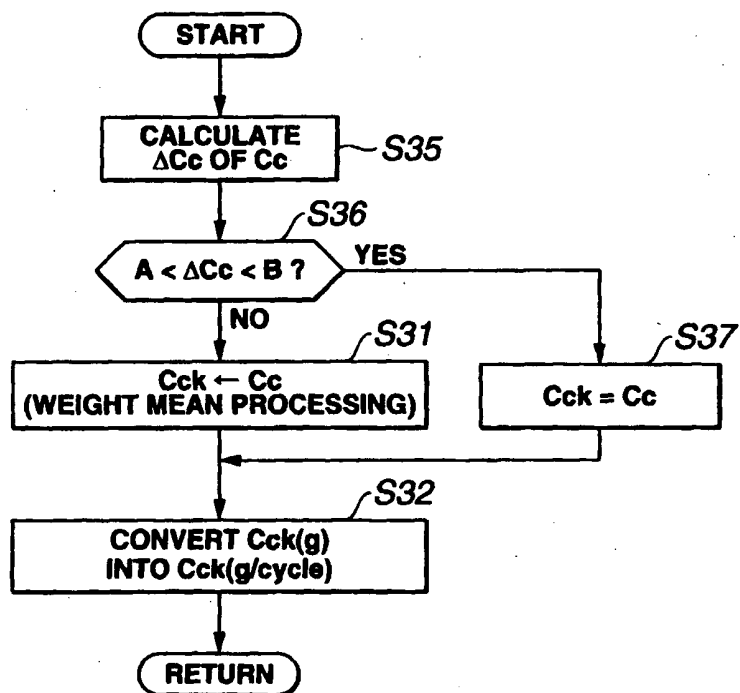 START
CALCULATE
ΔCc OF Cc
S35
S36
A < ΔCc < B ?
YES
NO
S31
Cck ← Cc
(WEIGHT MEAN PROCESSING)
S37
Cck = Cc
S32
CONVERT Cck(g)
INTO Cck(g/cycle)
RETURN